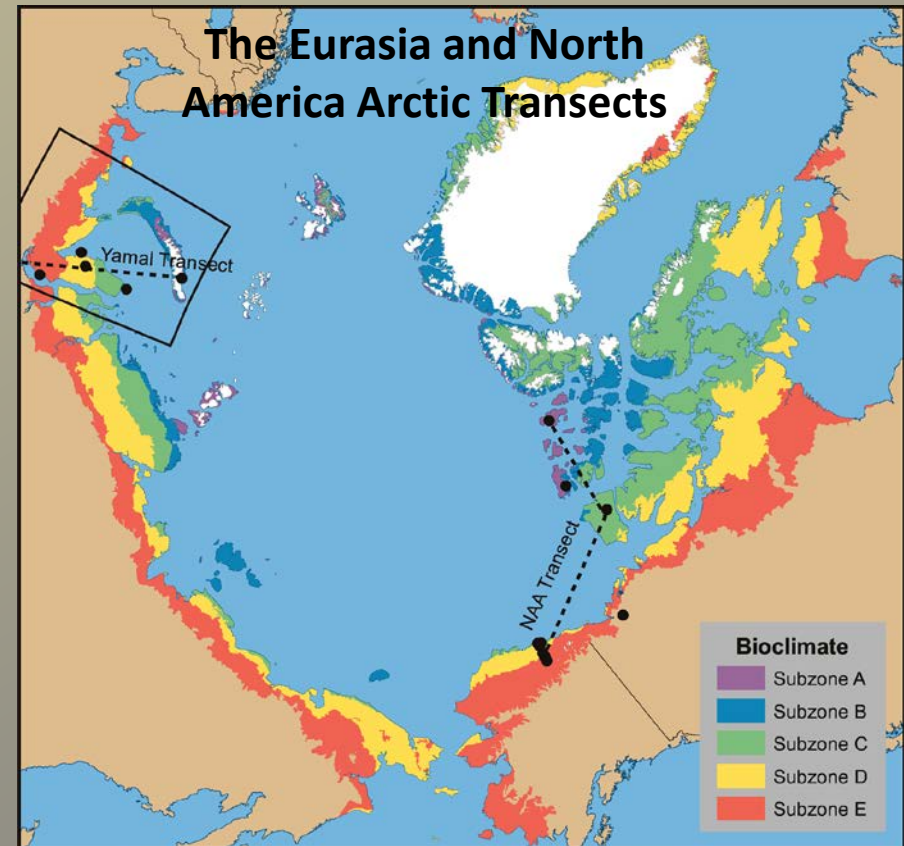 The Eurasia and North
America Arctic Transects
Yamal Transect
NAA Transect
Bioclimate
Subzone A
Subzone B
Subzone C
Subzone D
Subzone E